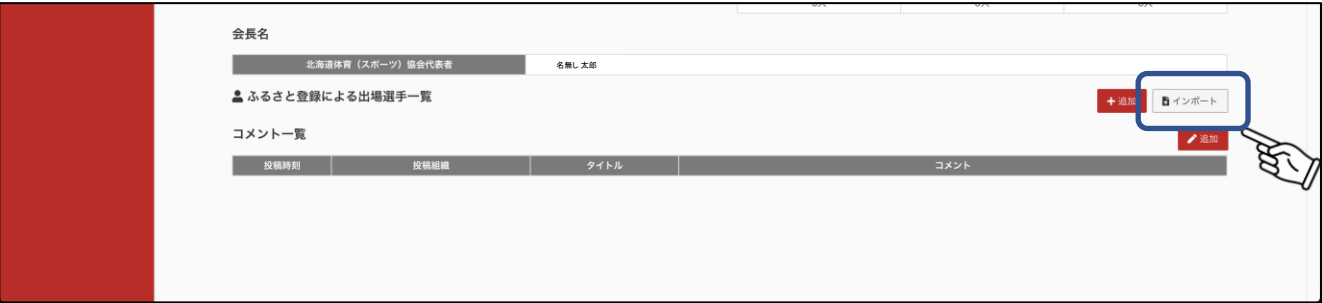 会長名
北海道体育（スポーツ）協会代表者 名無し 太郎
ふるさと登録による出場選手一覧 追加 インポート
コメント一覧 追加
投稿時刻 投稿組織 タイトル コメント